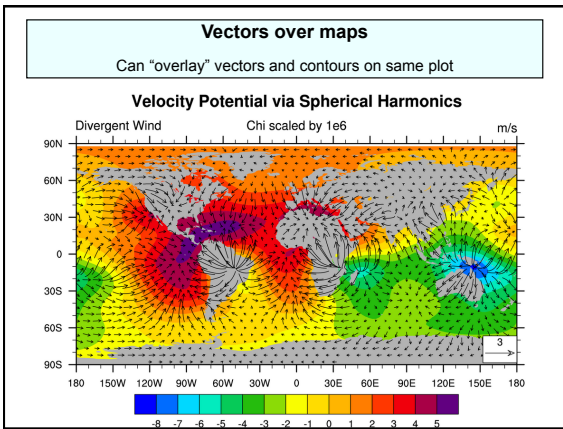 Vectors over maps
Can “overlay” vectors and contours on same plot
Velocity Potential via Spherical Harmonics
Divergent Wind Chi scaled by 1e6 m/s
90N
60N
30N
0
30S
60S
90S
3
180 150W 120W 90W 60W 30W 0 30E 60E 90E 120E 150E 180
-8 -7 -6 -5 -4 -3 -2 -1 0 1 2 3 4 5